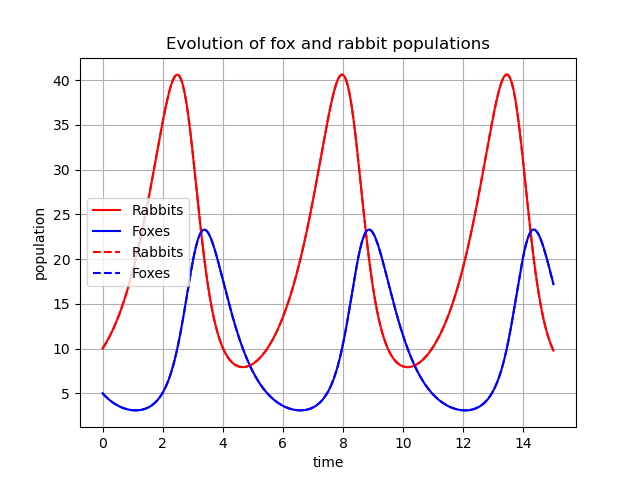 Evolution of fox and rabbit populations
40
35
30
25
20
15
10
5
population
Rabbits
Foxes
Rabbits
Foxes
0 2 4 6 8 10 12 14
time